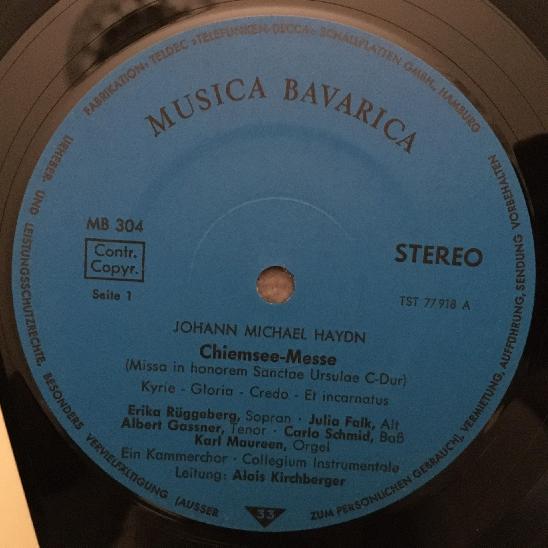 FABRIKATION: TELDEC »TELEFUNKEN-DECCA« SCHALLPLATTEN GMBH., HAMBURG
MUSICA BAVARICA
MB 304
Contr.
Copyr.
Seite 1
STEREO
TST 77 918 A
JOHANN MICHAEL HAYDN
Chiemsee-Messe
(Missa in honorem Sanctae Ursulae C-Dur)
Kyrie - Gloria - Credo - Et incarnatus
Erika Rüggeberg, Sopran · Julia Falk, Alt
Albert Gassner, Tenor · Carlo Schmid, Baß
Karl Maureen, Orgel
Ein Kammerchor · Collegium Instrumentale
Leitung: Alois Kirchberger
33
URHEBER- UND LEISTUNGSSCHUTZRECHTE, BESONDERS VERVIELFÄLTIGUNG (AUSSER ZUM PERSÖNLICHEN GEBRAUCH), VERMIETUNG, AUFFÜHRUNG, SENDUNG VORBEHALTEN